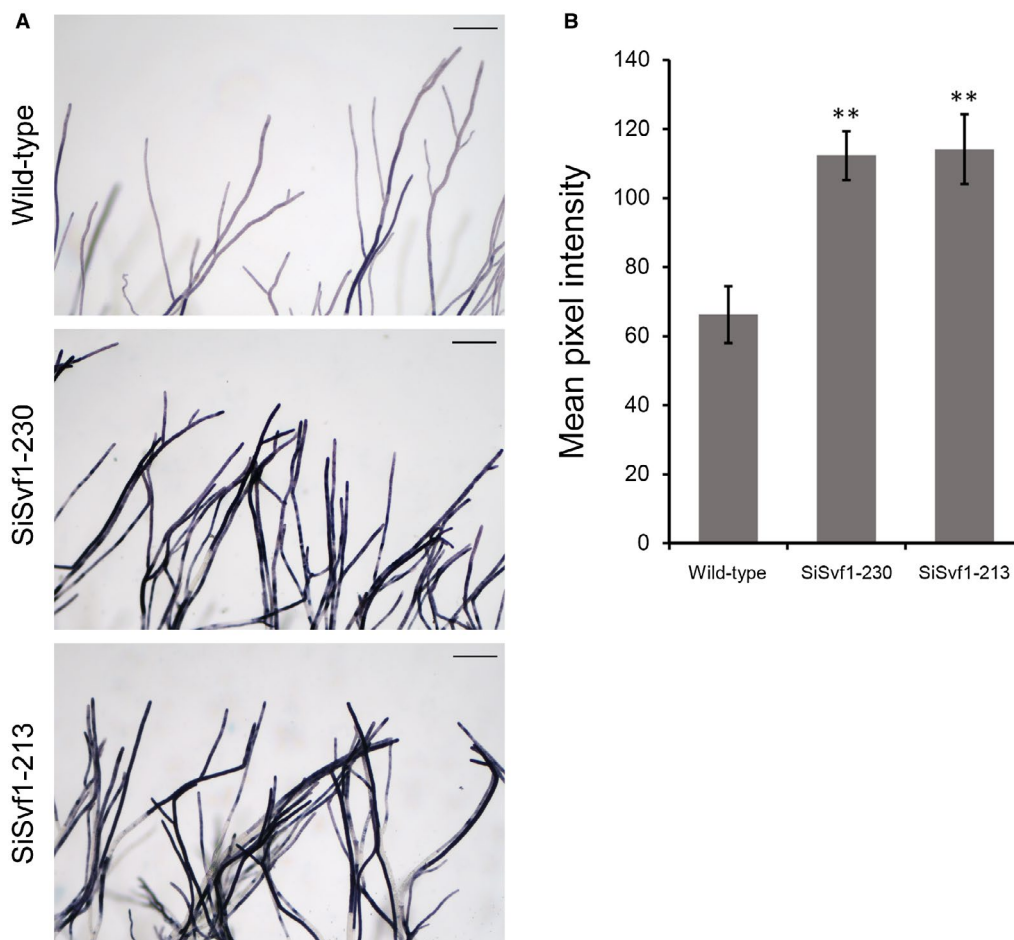 A
Wild-type
SiSvf1-230
SiSvf1-213
B
Mean pixel intensity
140
120
100
80
60
40
20
0
**
**
Wild-type SiSvf1-230 SiSvf1-213